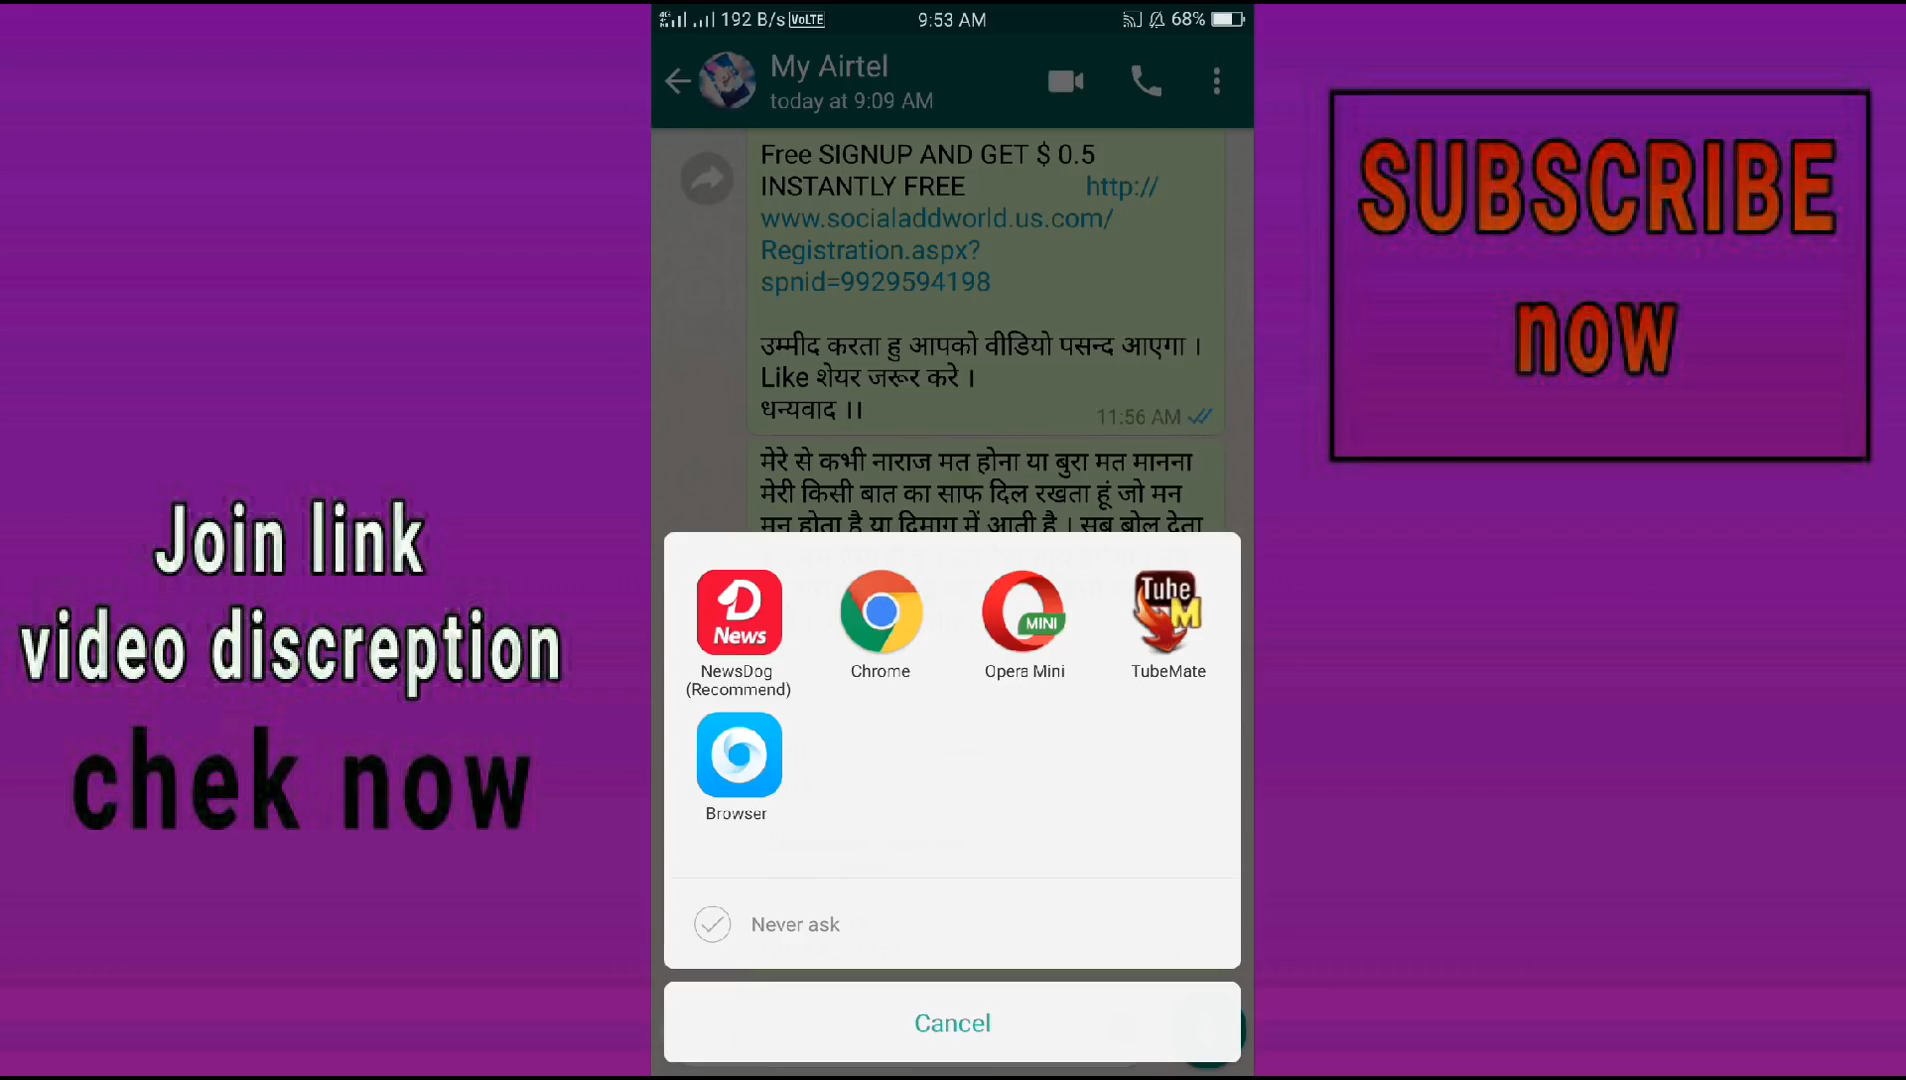 192 B/s VoLTE 9:53 AM 68%
My Airtel
today at 9:09 AM
Free SIGNUP AND GET $ 0.5
INSTANTLY FREE http://
www.socialaddworld.us.com/
Registration.aspx?
spnid=9929594198
उम्मीद करता हु आपको वीडियो पसन्द आएगा ।
Like शेयर जरूर करे ।
धन्यवाद ।।
11:56 AM
मेरे से कभी नाराज मत होना या बुरा मत मानना
मेरी किसी बात का साफ दिल रखता हूं जो मन
मन होता है या दिमाग में आती है । सब बोल देता
News
MINI
Tube
M
NewsDog
(Recommend)
Chrome
Opera Mini
TubeMate
Browser
Never ask
Cancel
Join link
video discreption
chek now
SUBSCRIBE
now